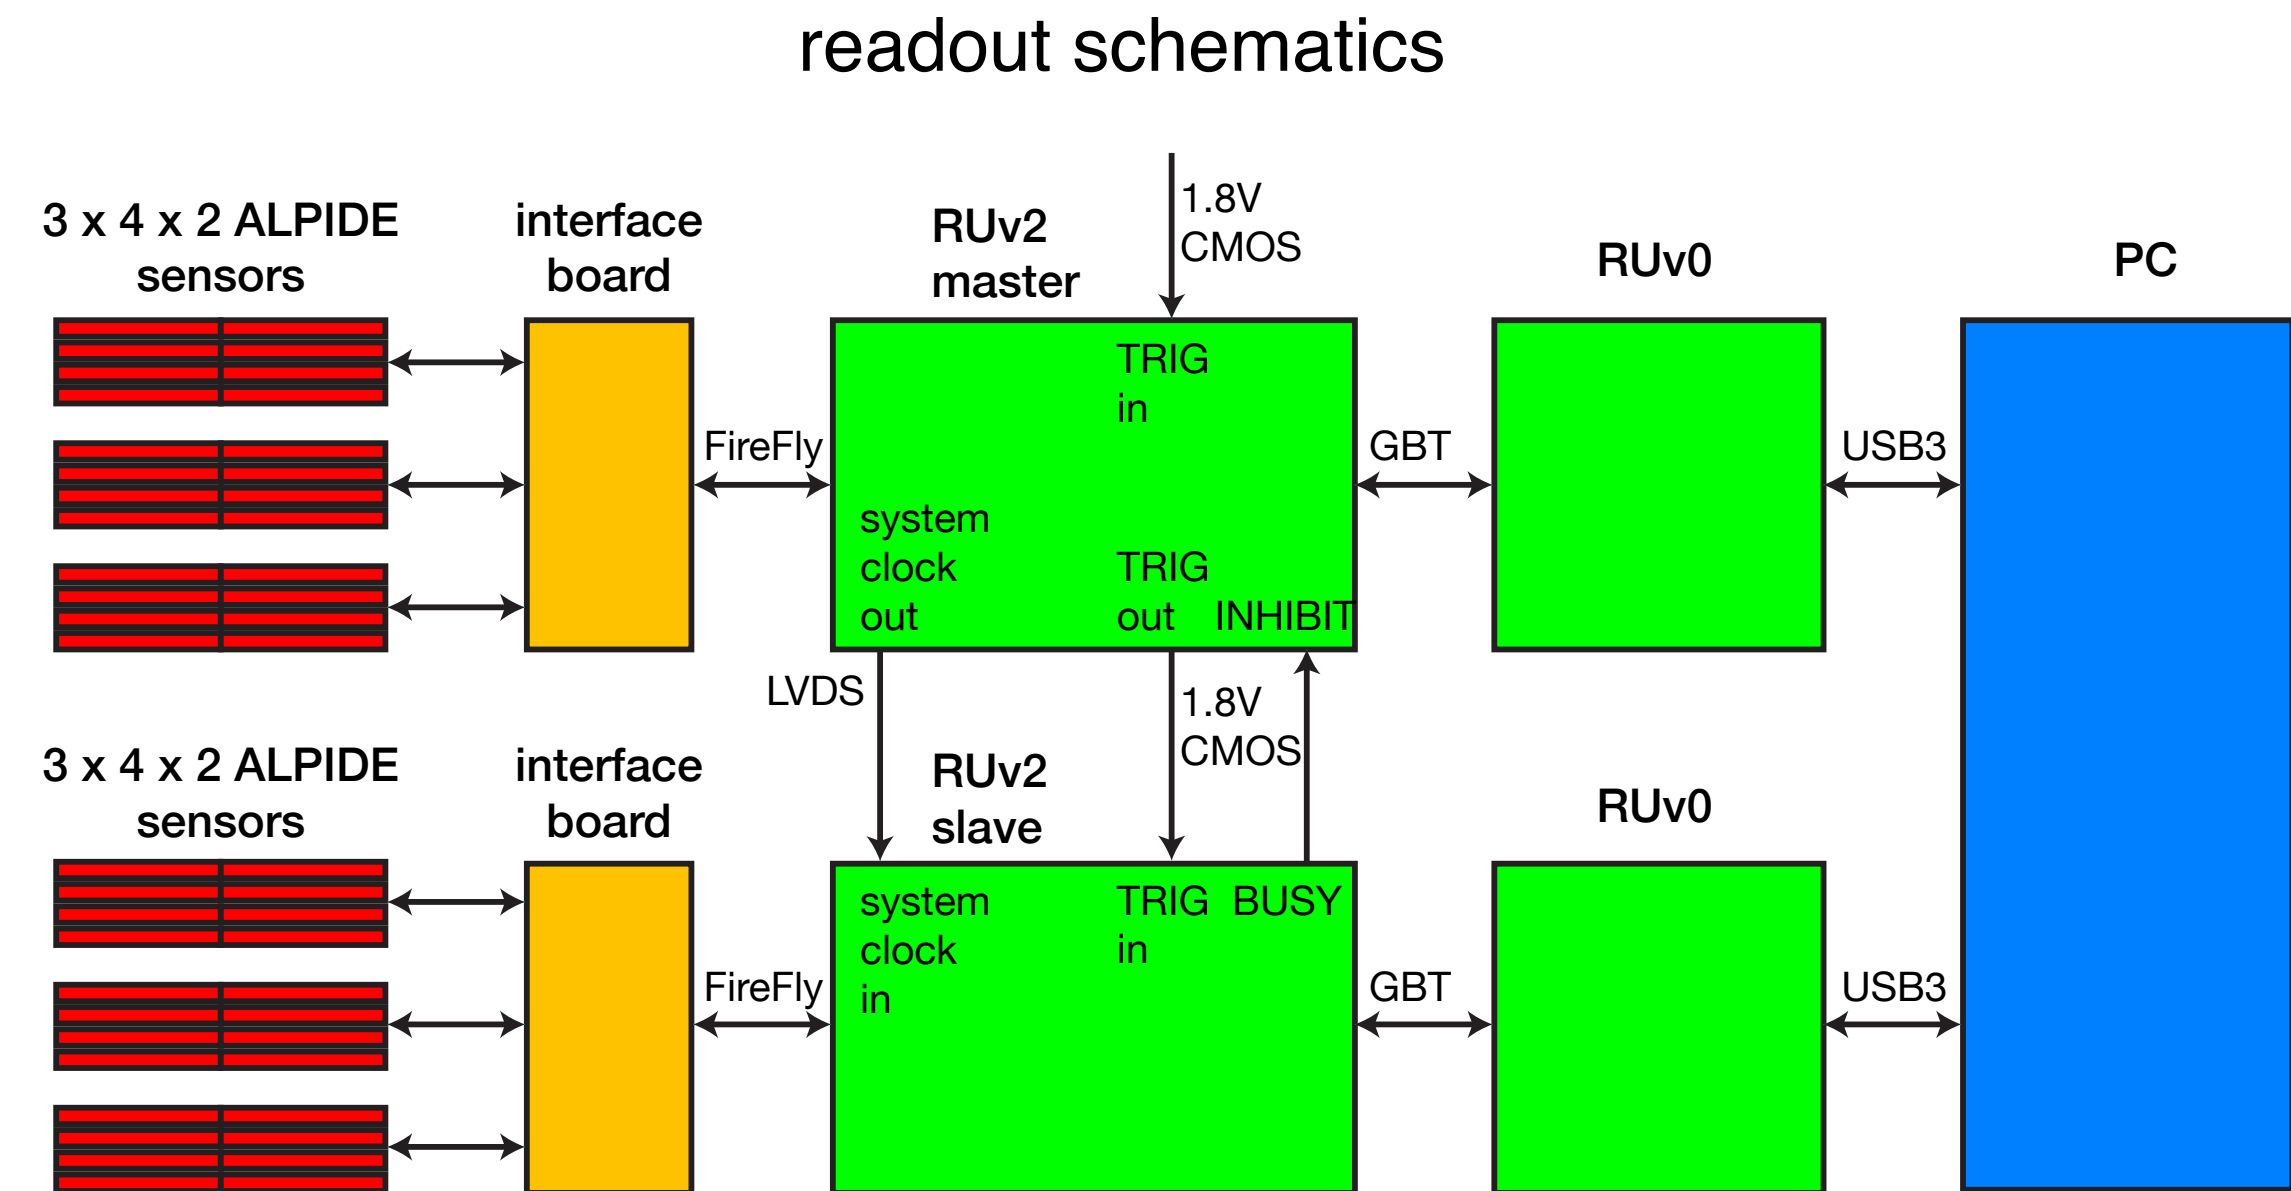 readout schematics
3 x 4 x 2 ALPIDE
sensors
interface
board
RUv2
master
1.8V
CMOS
RUv0
PC
TRIG
in
FireFly
GBT
USB3
system
clock
out
TRIG
out
INHIBIT
LVDS
1.8V
CMOS
3 x 4 x 2 ALPIDE
sensors
interface
board
RUv2
slave
RUv0
system
clock
in
TRIG
in
BUSY
FireFly
GBT
USB3